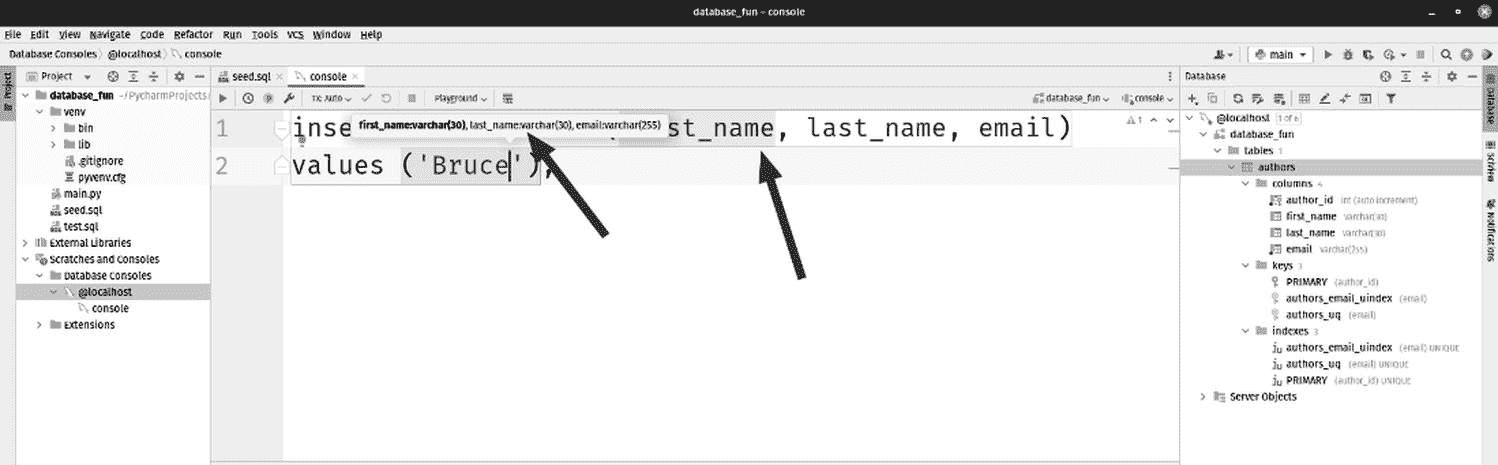 database_fun – console
File Edit View Navigate Code Refactor Run Tools VCS Window Help
Database Consoles @localhost console
main
Project
Project
seed.sql
console
Database
Tx: Auto
Playground
database_fun
console
database_fun ~/PycharmProjects/
venv
bin
lib
.gitignore
pyvenv.cfg
main.py
seed.sql
test.sql
External Libraries
Scratches and Consoles
Database Consoles
@localhost
console
Extensions
first_name:varchar(30), last_name:varchar(30), email:varchar(255)
1 inse st_name, last_name, email)
2 values ('Bruce');
1
@localhost 1 of 6
database_fun
tables 1
authors
columns 4
author_id int (auto increment)
first_name varchar(30)
last_name varchar(30)
email varchar(255)
keys 3
PRIMARY (author_id)
authors_email_uindex (email)
authors_uq (email)
indexes 3
authors_email_uindex (email) UNIQUE
authors_uq (email) UNIQUE
PRIMARY (author_id) UNIQUE
Server Objects
Database
SciView
Notifications